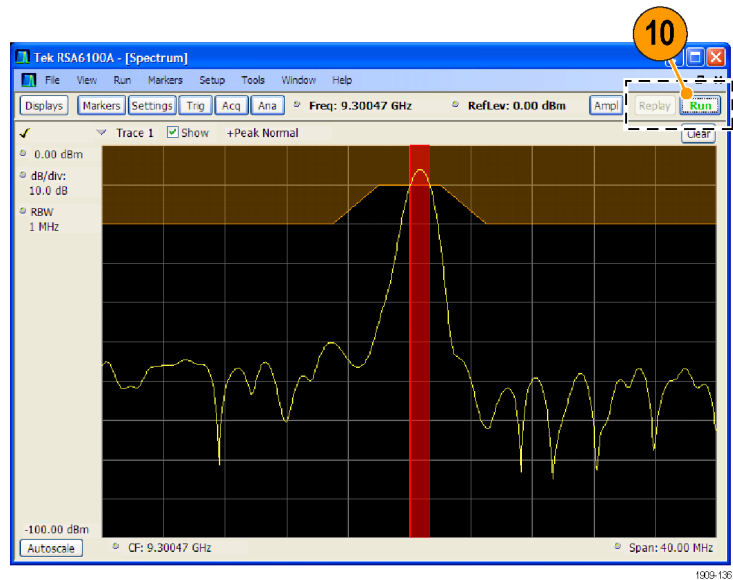 10
Tek RSA6100A - [Spectrum]
File View Run Markers Setup Tools Window Help
Displays Markers Settings Trig Acq Ana Freq: 9.30047 GHz RefLev: 0.00 dBm Ampl Replay Run
Trace 1 Show +Peak Normal Clear
0.00 dBm
dB/div:
10.0 dB
RBW
1 MHz
-100.00 dBm
Autoscale CF: 9.30047 GHz Span: 40.00 MHz
1909-136